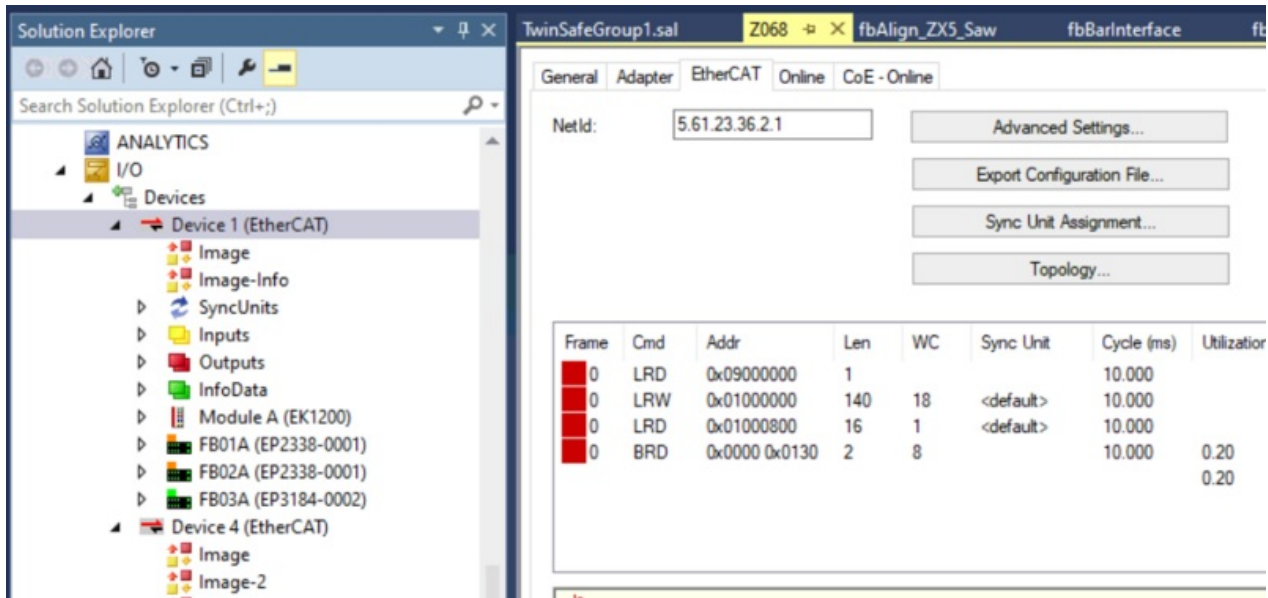 Solution Explorer
Search Solution Explorer (Ctrl+;)
ANALYTICS
I/O
Devices
Device 1 (EtherCAT)
Image
Image-Info
SyncUnits
Inputs
Outputs
InfoData
Module A (EK1200)
FB01A (EP2338-0001)
FB02A (EP2338-0001)
FB03A (EP3184-0002)
Device 4 (EtherCAT)
Image
Image-2
TwinSafeGroup1.sal Z068 fbAlign_ZX5_Saw fbBarInterface fb
General Adapter EtherCAT Online CoE - Online
NetId: 5.61.23.36.2.1
Advanced Settings...
Export Configuration File...
Sync Unit Assignment...
Topology...
Frame Cmd Addr Len WC Sync Unit Cycle (ms) Utilization
0 LRD 0x09000000 1 10.000
0 LRW 0x01000000 140 18 <default> 10.000
0 LRD 0x01000800 16 1 <default> 10.000
0 BRD 0x0000 0x0130 2 8 10.000 0.20
0.20